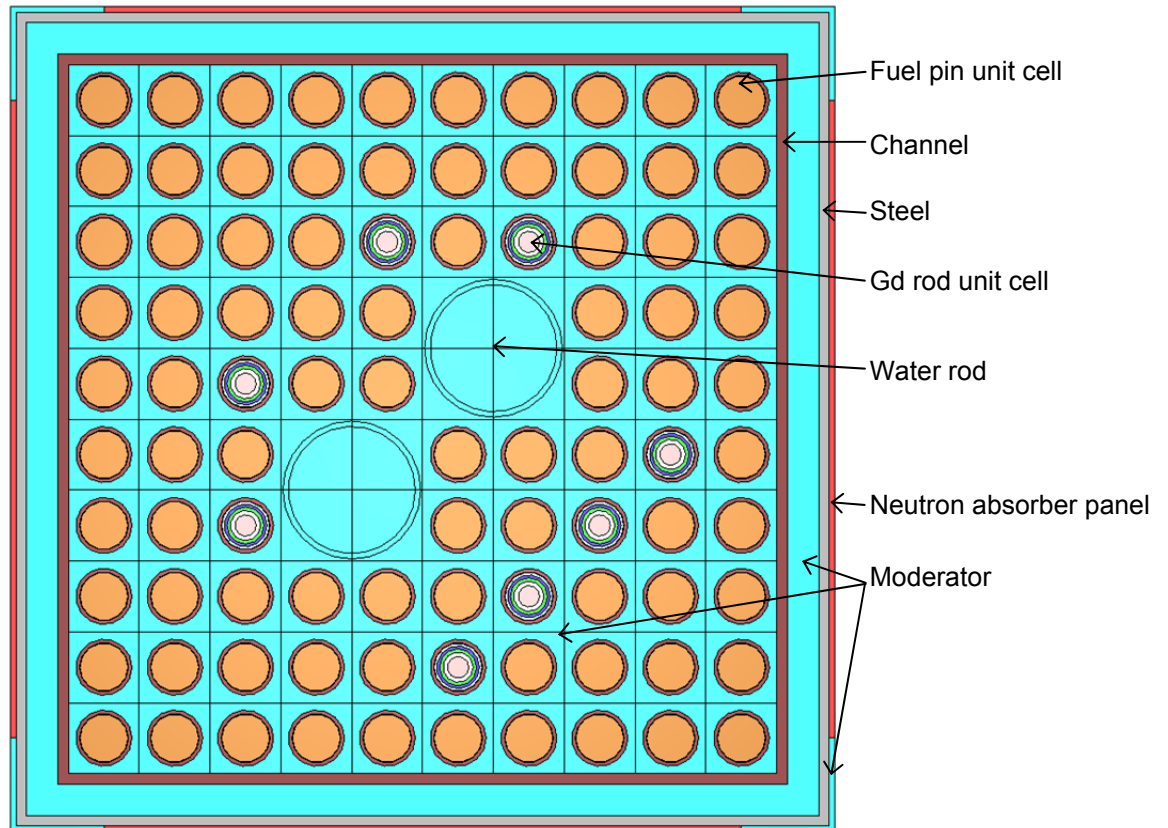 Fuel pin unit cell
Channel
Steel
Gd rod unit cell
Water rod
Neutron absorber panel
Moderator